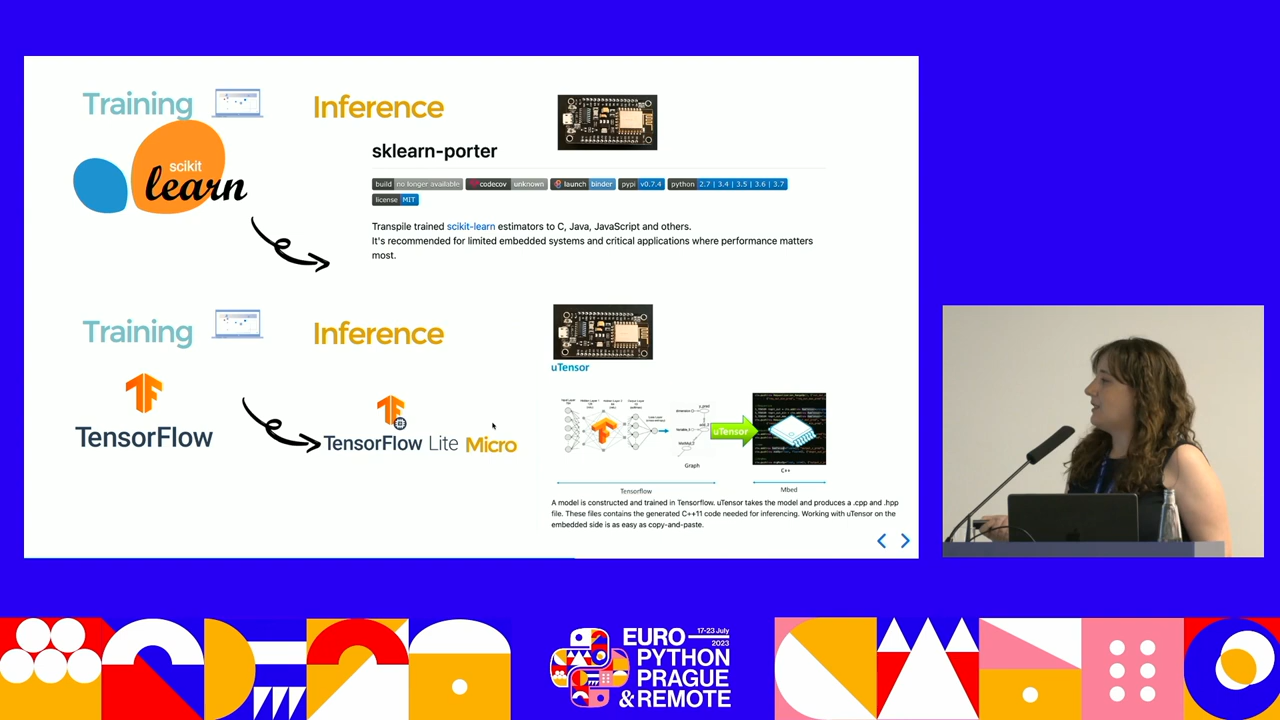 Training
Inference
scikit
learn
sklearn-porter
build no longer available codecov unknown launch binder pypi v0.7.4 python 2.7 | 3.4 | 3.5 | 3.6 | 3.7
license MIT
Transpile trained scikit-learn estimators to C, Java, JavaScript and others.
It's recommended for limited embedded systems and critical applications where performance matters
most.
Training
Inference
TensorFlow
TensorFlow Lite Micro
uTensor
uTensor
Graph
C++
Tensorflow
Mbed
A model is constructed and trained in Tensorflow. uTensor takes the model and produces a .cpp and .hpp
file. These files contains the generated C++11 code needed for inferencing. Working with uTensor on the
embedded side is as easy as copy-and-paste.
EURO 17-23 July
2023
PYTHON
PRAGUE
& REMOTE